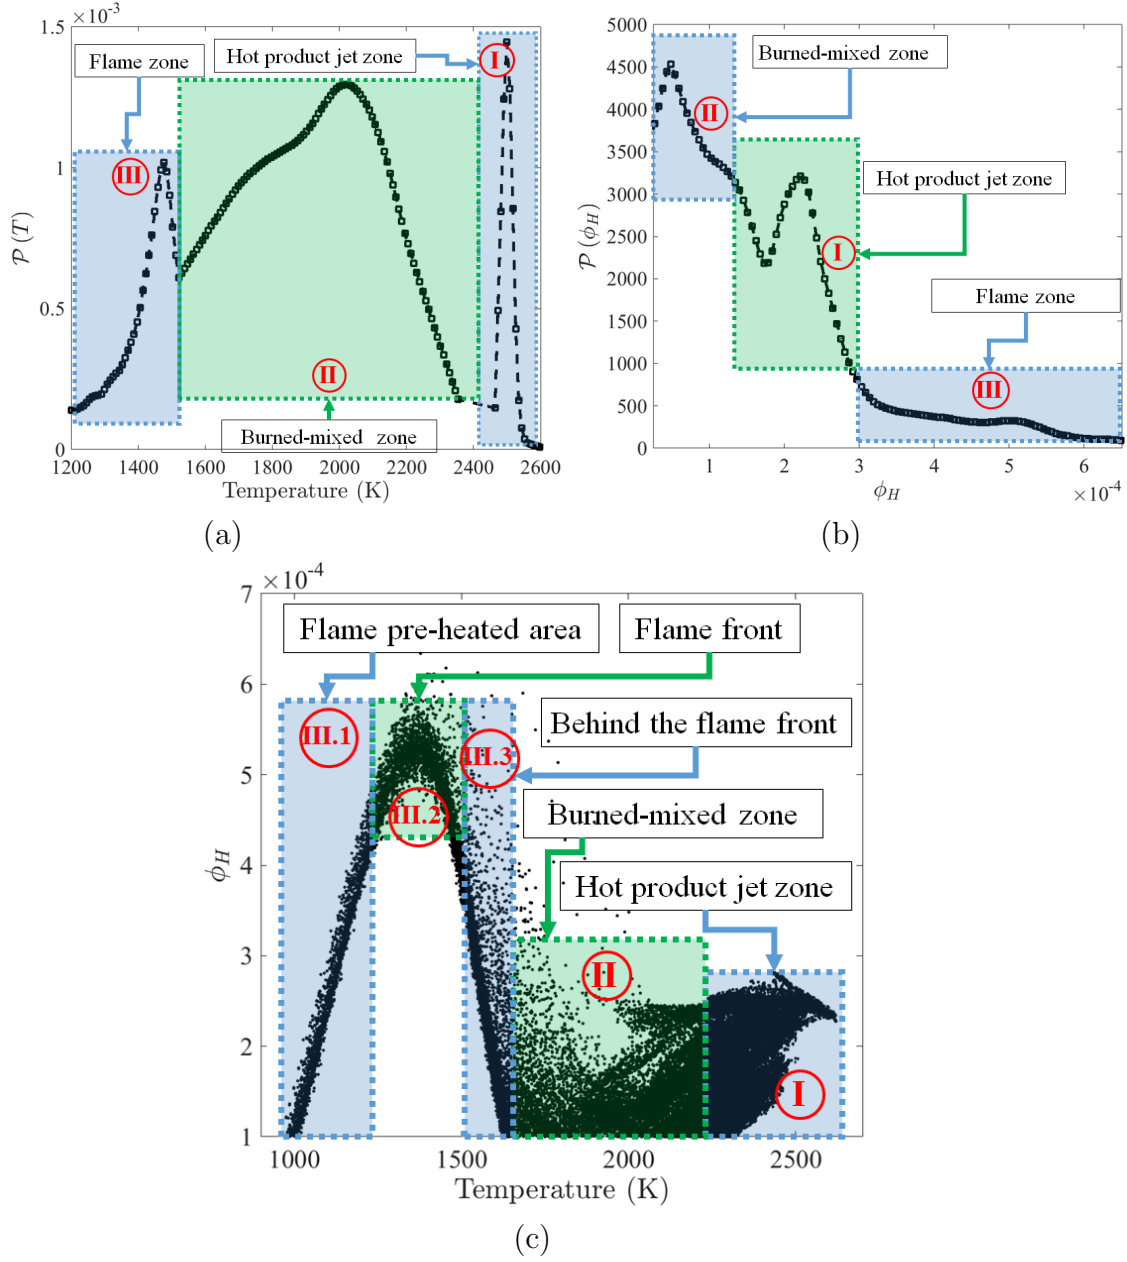 ×10^-3
1.5
1
0.5
0
𝒫 (T)
Flame zone
Hot product jet zone
I
III
II
Burned-mixed zone
1200 1400 1600 1800 2000 2200 2400 2600
Temperature (K)
(a)
5000
4500
4000
3500
3000
2500
2000
1500
1000
500
0
𝒫 (ϕ_H)
Burned-mixed zone
II
Hot product jet zone
I
Flame zone
III
1 2 3 4 5 6
ϕ_H
×10^-4
(b)
×10^-4
7
6
5
4
3
2
1
ϕ_H
Flame pre-heated area
Flame front
III.1
Behind the flame front
III.3
III.2
Burned-mixed zone
Hot product jet zone
II
I
1000 1500 2000 2500
Temperature (K)
(c)